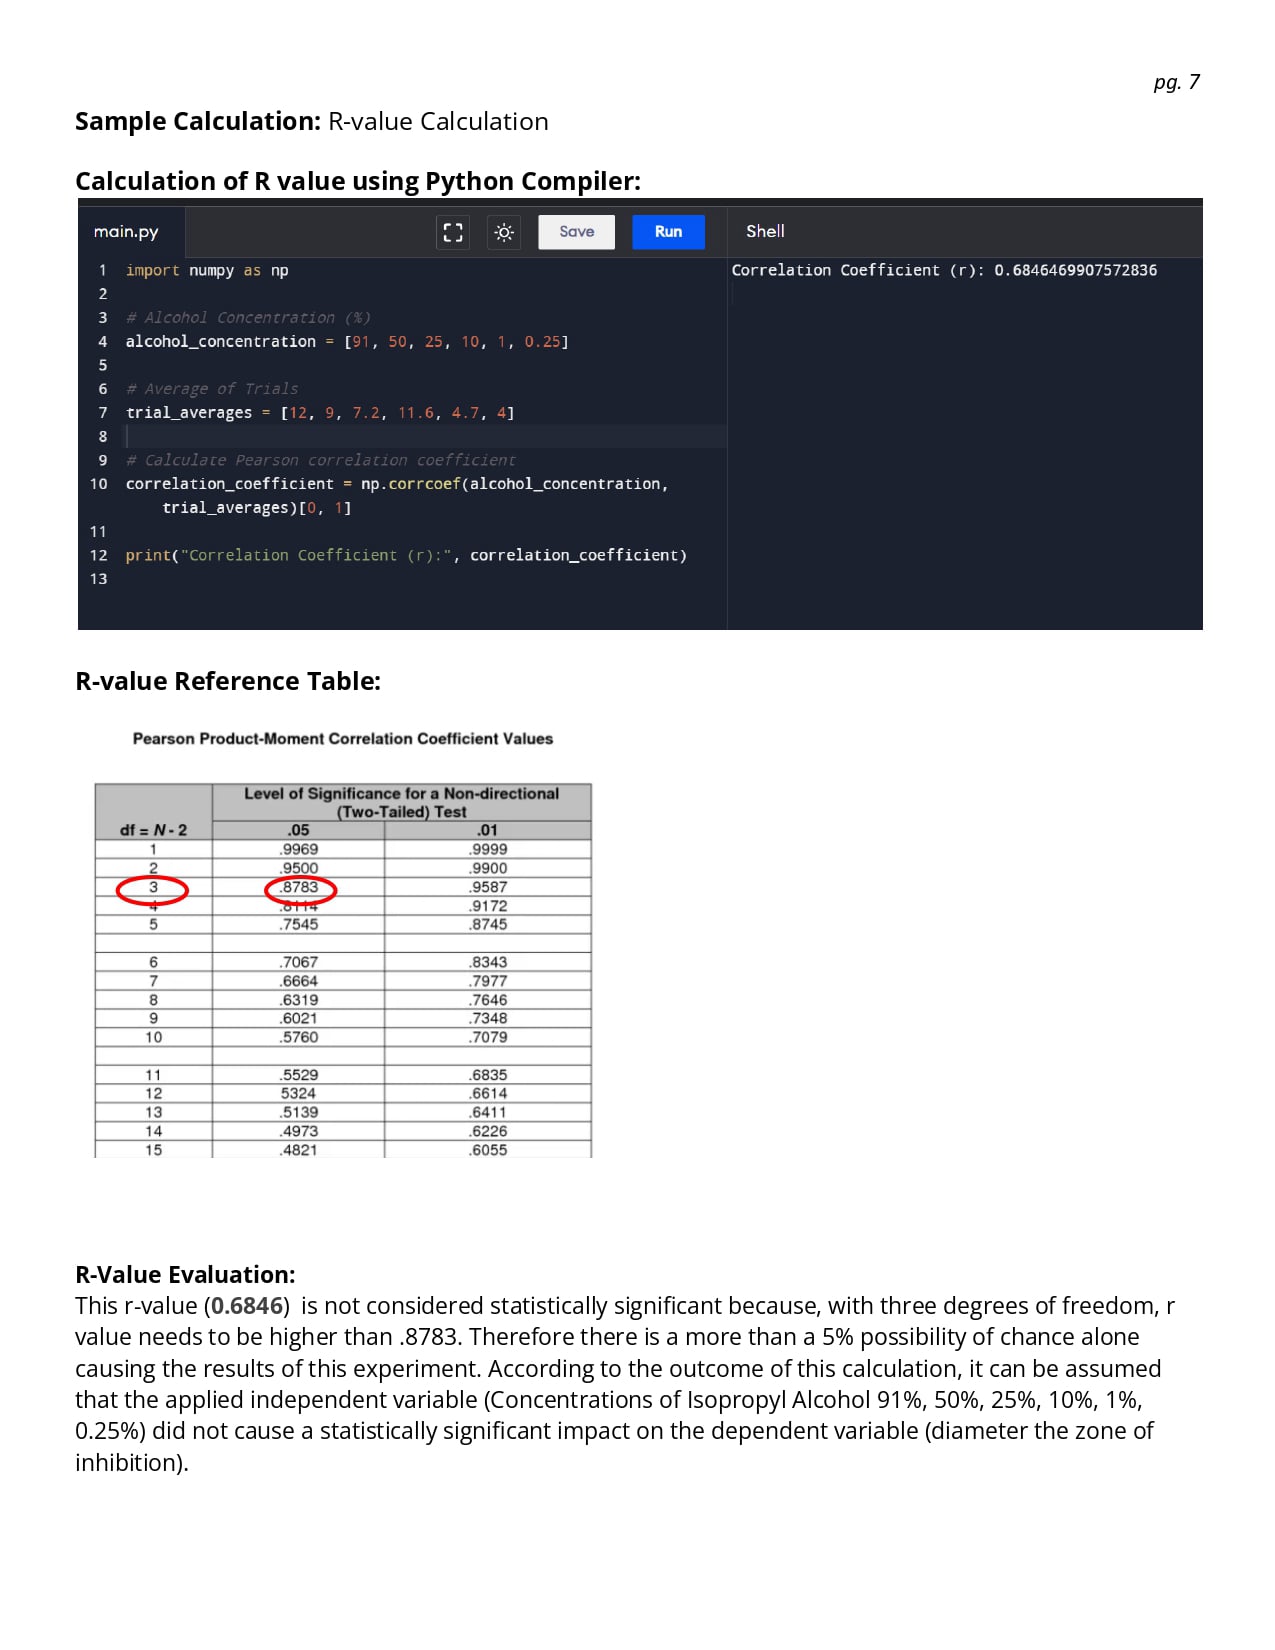 pg. 7
Sample Calculation: R-value Calculation
Calculation of R value using Python Compiler:
main.py
Save
Run
Shell
1 import numpy as np
2
3 # Alcohol Concentration (%)
4 alcohol_concentration = [91, 50, 25, 10, 1, 0.25]
5
6 # Average of Trials
7 trial_averages = [12, 9, 7.2, 11.6, 4.7, 4]
8
9 # Calculate Pearson correlation coefficient
10 correlation_coefficient = np.corrcoef(alcohol_concentration,
trial_averages)[0, 1]
11
12 print("Correlation Coefficient (r):", correlation_coefficient)
13
Correlation Coefficient (r): 0.6846469907572836
R-value Reference Table:
Pearson Product-Moment Correlation Coefficient Values
Level of Significance for a Non-directional
(Two-Tailed) Test
df = N - 2 .05 .01
1 .9969 .9999
2 .9500 .9900
3 .8783 .9587
4 .8114 .9172
5 .7545 .8745
6 .7067 .8343
7 .6664 .7977
8 .6319 .7646
9 .6021 .7348
10 .5760 .7079
11 .5529 .6835
12 5324 .6614
13 .5139 .6411
14 .4973 .6226
15 .4821 .6055
R-Value Evaluation:
This r-value (0.6846) is not considered statistically significant because, with three degrees of freedom, r
value needs to be higher than .8783. Therefore there is a more than a 5% possibility of chance alone
causing the results of this experiment. According to the outcome of this calculation, it can be assumed
that the applied independent variable (Concentrations of Isopropyl Alcohol 91%, 50%, 25%, 10%, 1%,
0.25%) did not cause a statistically significant impact on the dependent variable (diameter the zone of
inhibition).